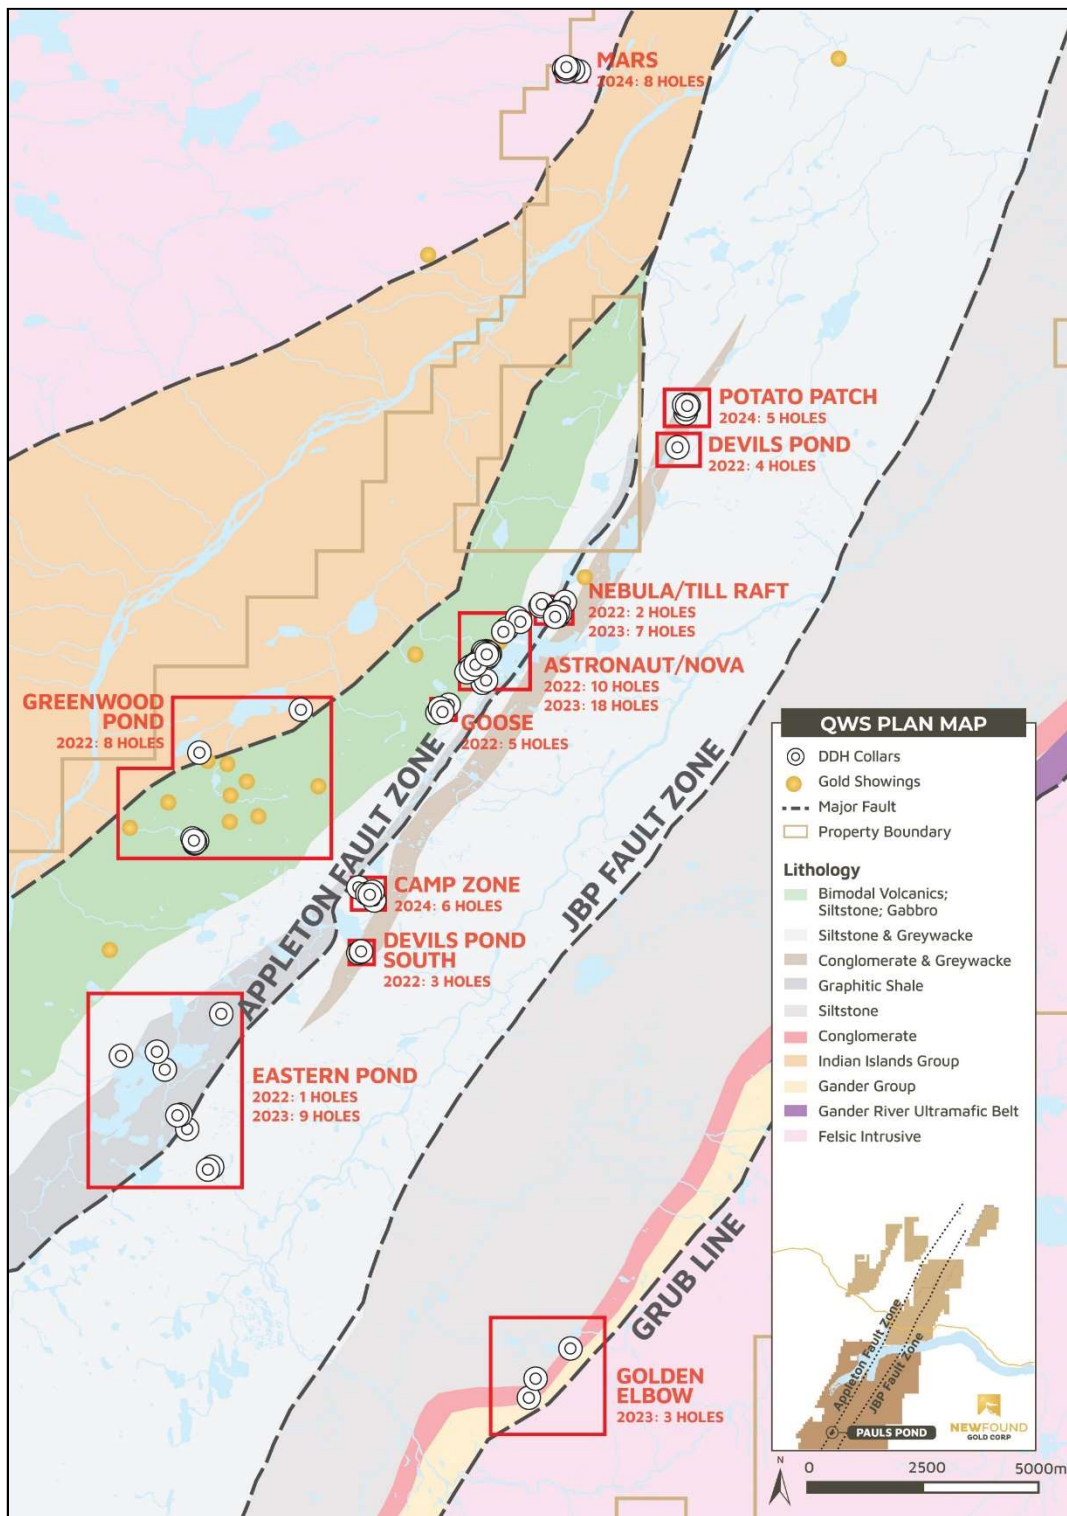 MARS
2024: 8 HOLES
POTATO PATCH
2024: 5 HOLES
DEVILS POND
2022: 4 HOLES
NEBULA/TILL RAFT
2022: 2 HOLES
2023: 7 HOLES
ASTRONAUT/NOVA
2022: 10 HOLES
2023: 18 HOLES
GREENWOOD
POND
2022: 8 HOLES
GOOSE
2022: 5 HOLES
APPLETON FAULT ZONE
JBP FAULT ZONE
CAMP ZONE
2024: 6 HOLES
DEVILS POND
SOUTH
2022: 3 HOLES
EASTERN POND
2022: 1 HOLES
2023: 9 HOLES
GRUB LINE
GOLDEN
ELBOW
2023: 3 HOLES
QWS PLAN MAP
DDH Collars
Gold Showings
Major Fault
Property Boundary
Lithology
Bimodal Volcanics;
Siltstone; Gabbro
Siltstone & Greywacke
Conglomerate & Greywacke
Graphitic Shale
Siltstone
Conglomerate
Indian Islands Group
Gander Group
Gander River Ultramafic Belt
Felsic Intrusive
Appleton Fault Zone
JBP Fault Zone
PAULS POND
NEWFOUND
GOLD CORP
N
0 2500 5000m